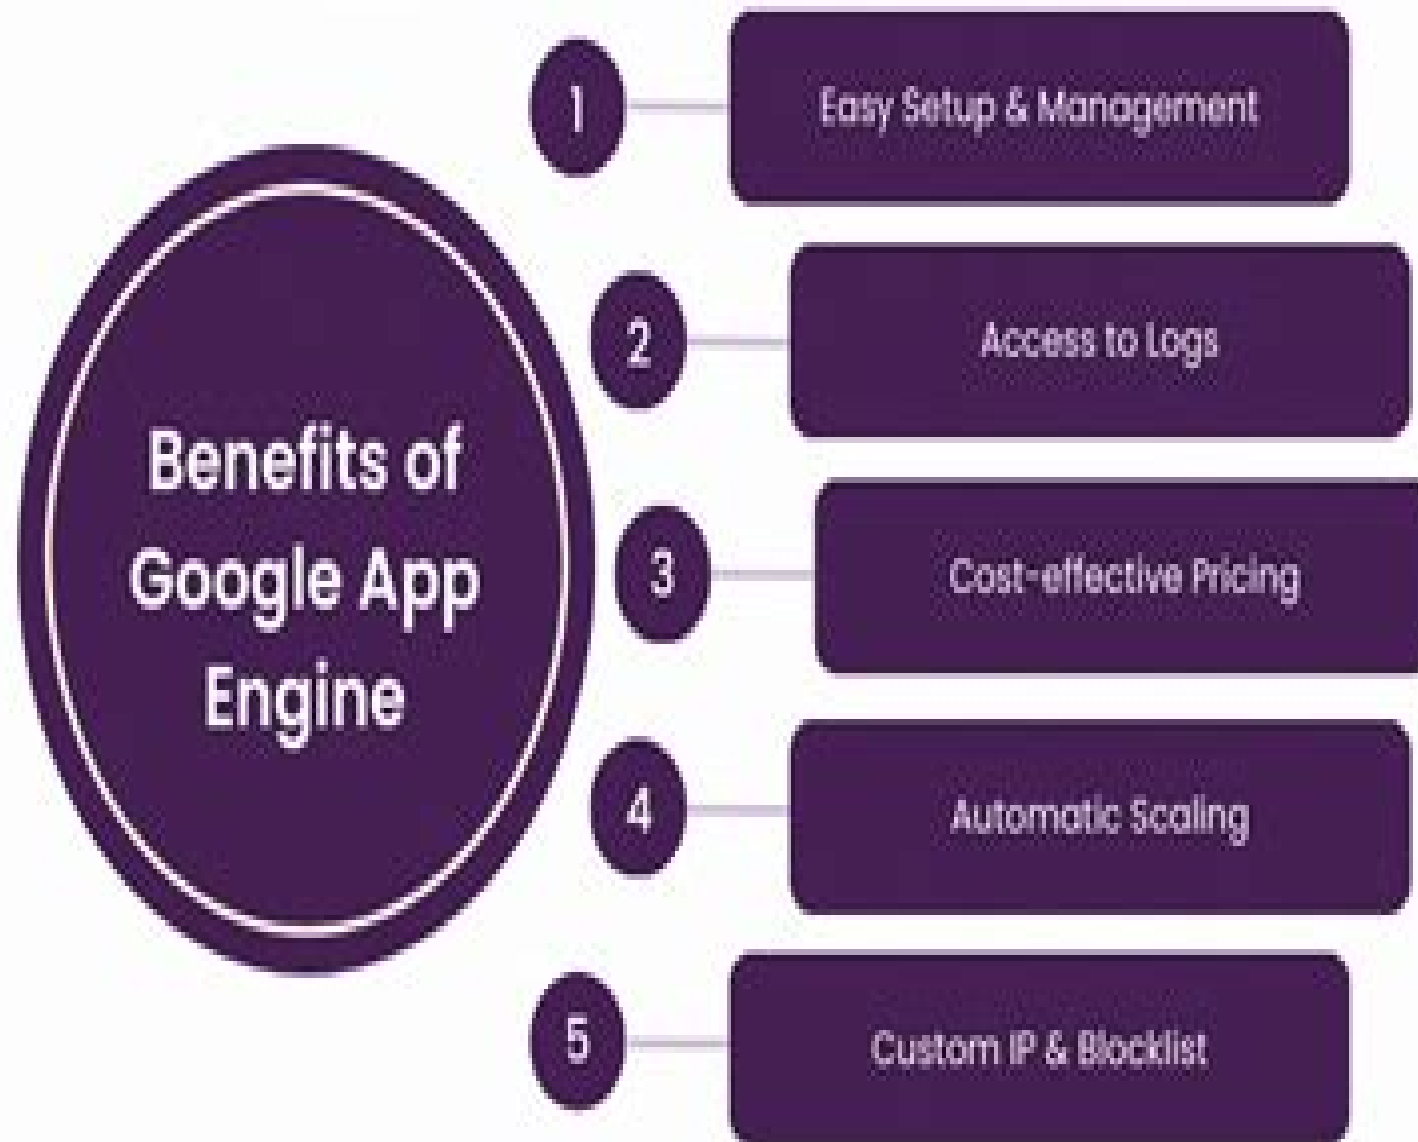 Benefits of
Google App
Engine
1
Easy Setup & Management
2
Access to Logs
3
Cost-effective Pricing
4
Automatic Scaling
5
Custom IP & Blocklist